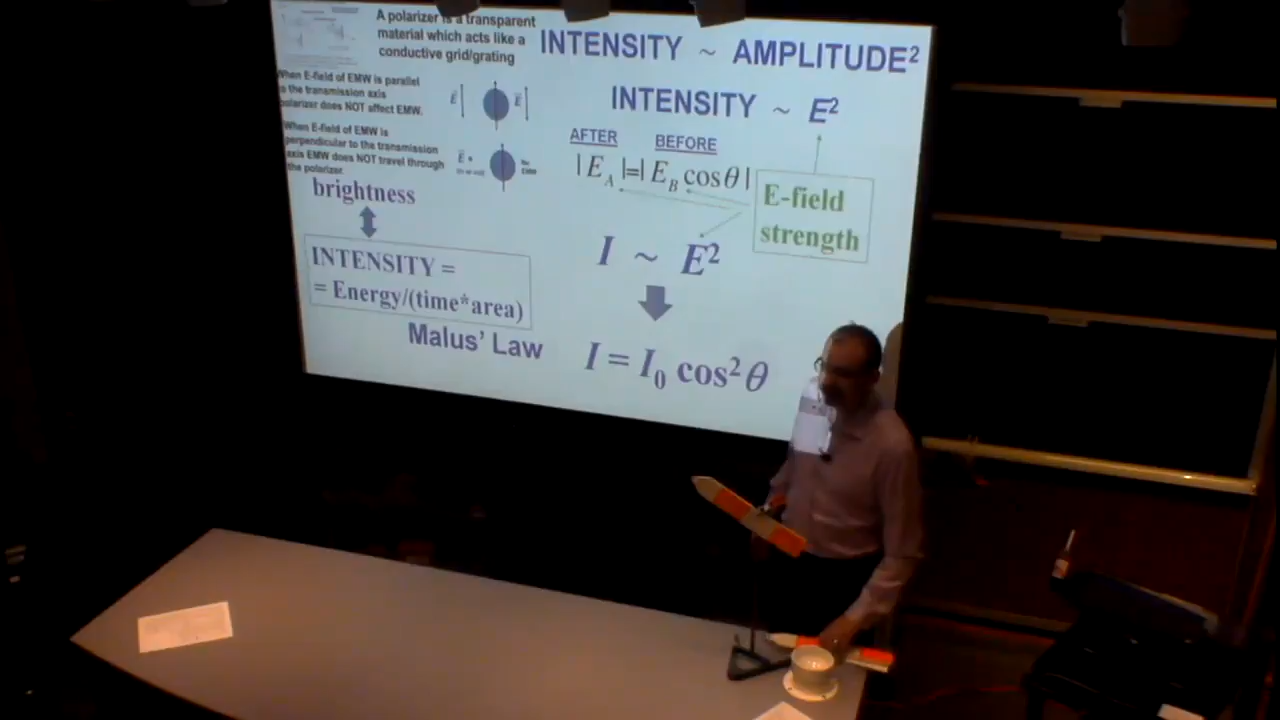 A polarizer is a transparent
material which acts like a
conductive grid/grating
INTENSITY ~ AMPLITUDE²
When E-field of EMW is parallel
to the transmission axis
polarizer does NOT affect EMW.
E
E
INTENSITY ~ E²
When E-field of EMW is
perpendicular to the transmission
axis EMW does NOT travel through
the polarizer.
E
No
AFTER BEFORE
|E_A|=|E_B cosθ|
E-field
strength
brightness
I ~ E²
INTENSITY =
= Energy/(time*area)
Malus' Law
I = I₀ cos²θ